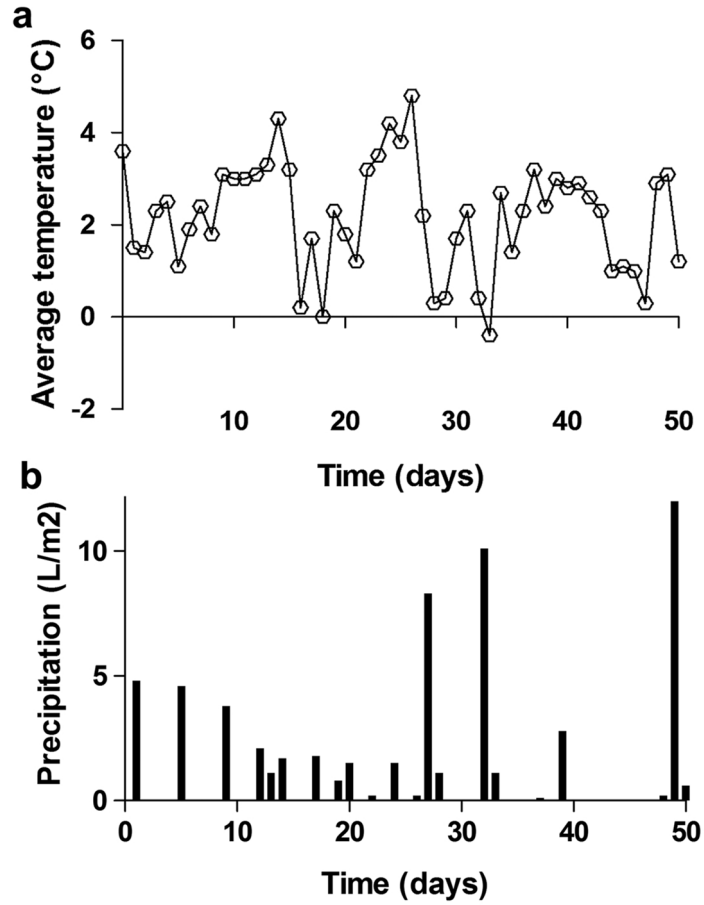 a
Average temperature (°C)
6
4
2
0
-2
10 20 30 40 50
Time (days)
b
Precipitation (L/m2)
10
5
0
0 10 20 30 40 50
Time (days)